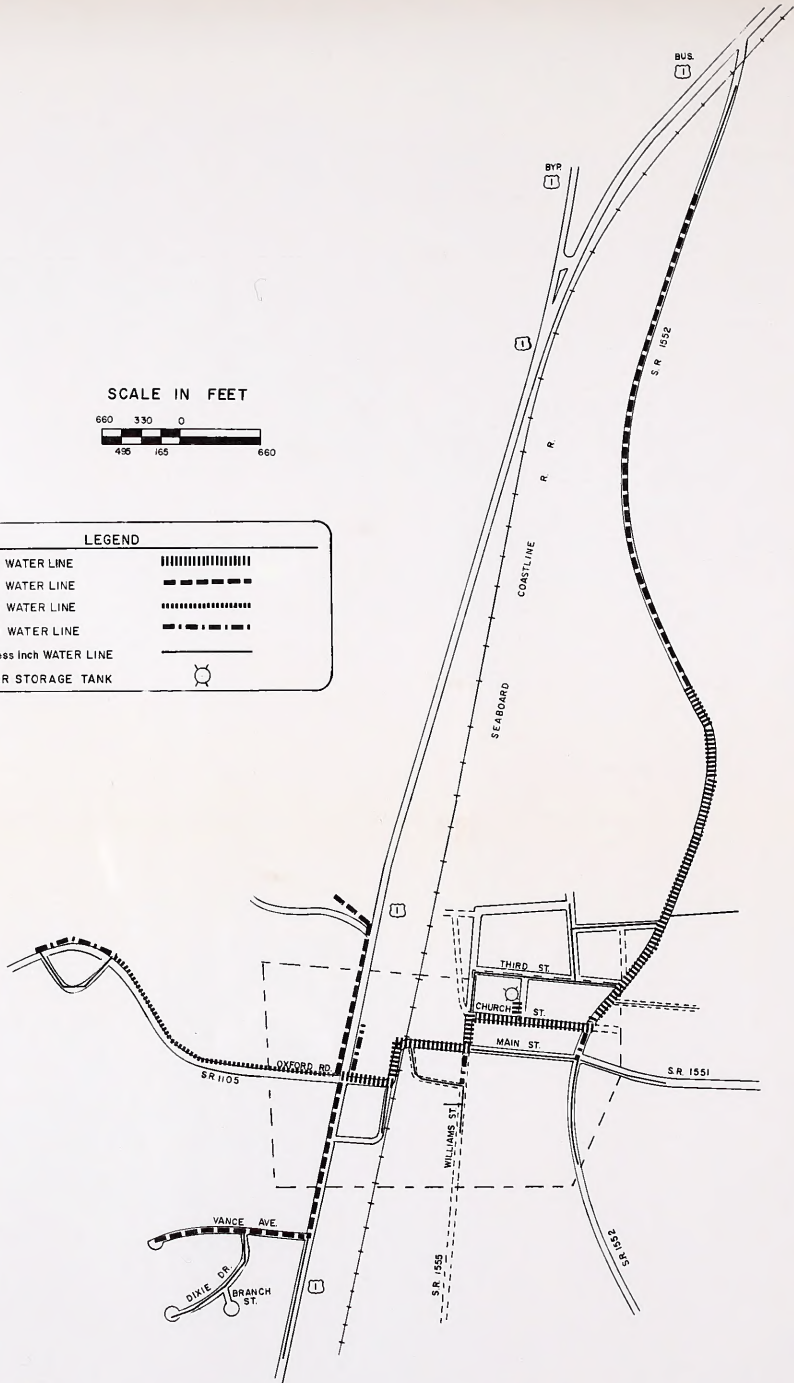 BUS.
1
BYP.
1
1
S.R. 1552
SCALE IN FEET
660 330 0
495 165 660
R. R.
COASTLINE
SEABOARD
LEGEND
WATER LINE
WATER LINE
WATER LINE
WATER LINE
ess Inch WATER LINE
R STORAGE TANK
1
THIRD ST.
CHURCH ST.
MAIN ST.
OXFORD RD.
S.R. 1105
S.R. 1551
WILLIAMS ST.
VANCE AVE.
DIXIE DR.
BRANCH
ST.
1
S.R. 1555
S.R. 1552